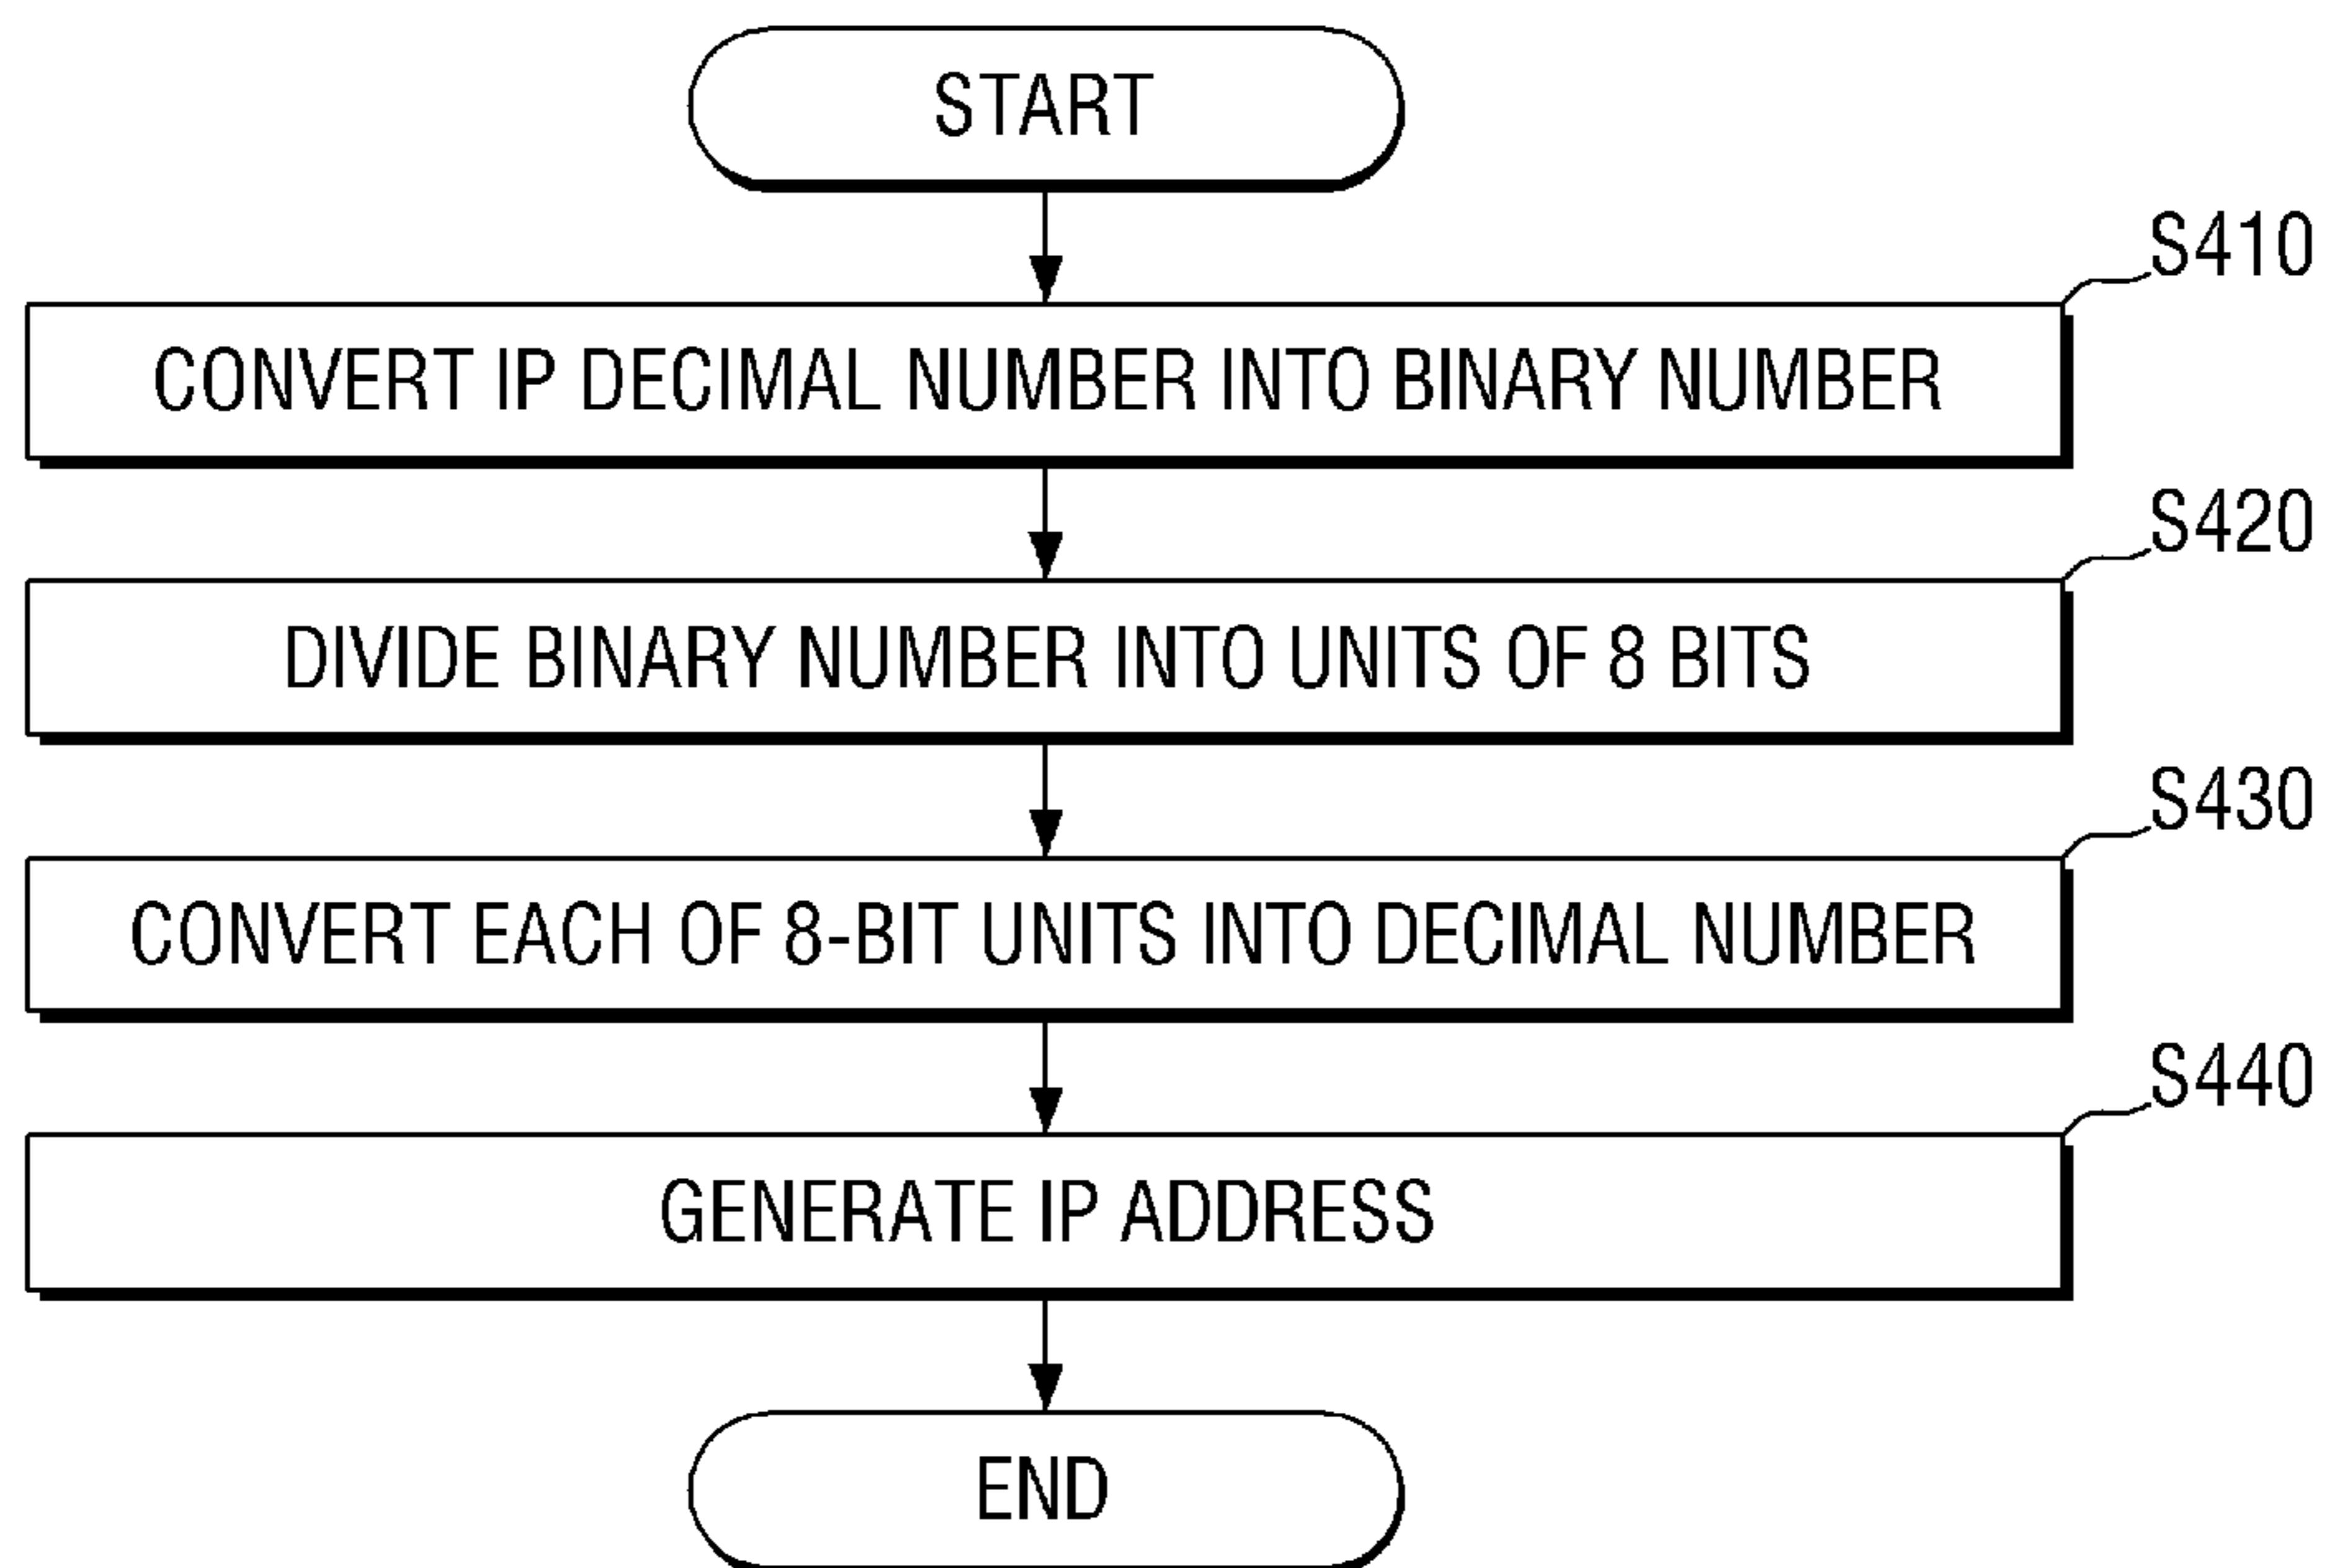 START
S410
CONVERT IP DECIMAL NUMBER INTO BINARY NUMBER
S420
DIVIDE BINARY NUMBER INTO UNITS OF 8 BITS
S430
CONVERT EACH OF 8-BIT UNITS INTO DECIMAL NUMBER
S440
GENERATE IP ADDRESS
END